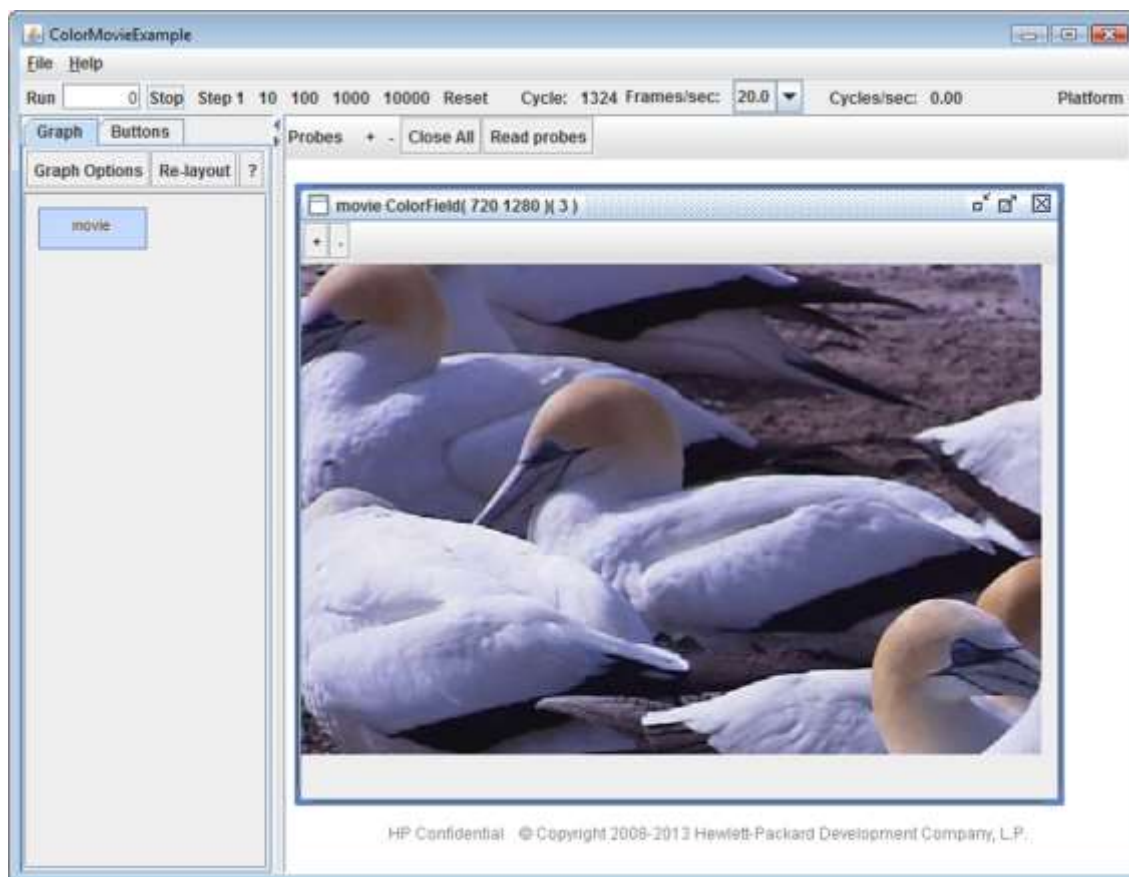 ColorMovieExample
File Help
Run 0 Stop Step 1 10 100 1000 10000 Reset Cycle: 1324 Frames/sec: 20.0 Cycles/sec: 0.00 Platform
Graph Buttons
Probes + - Close All Read probes
Graph Options Re-layout ?
movie ColorField( 720 1280 )( 3 )
movie
+ -
HP Confidential © Copyright 2008-2013 Hewlett-Packard Development Company, L.P.